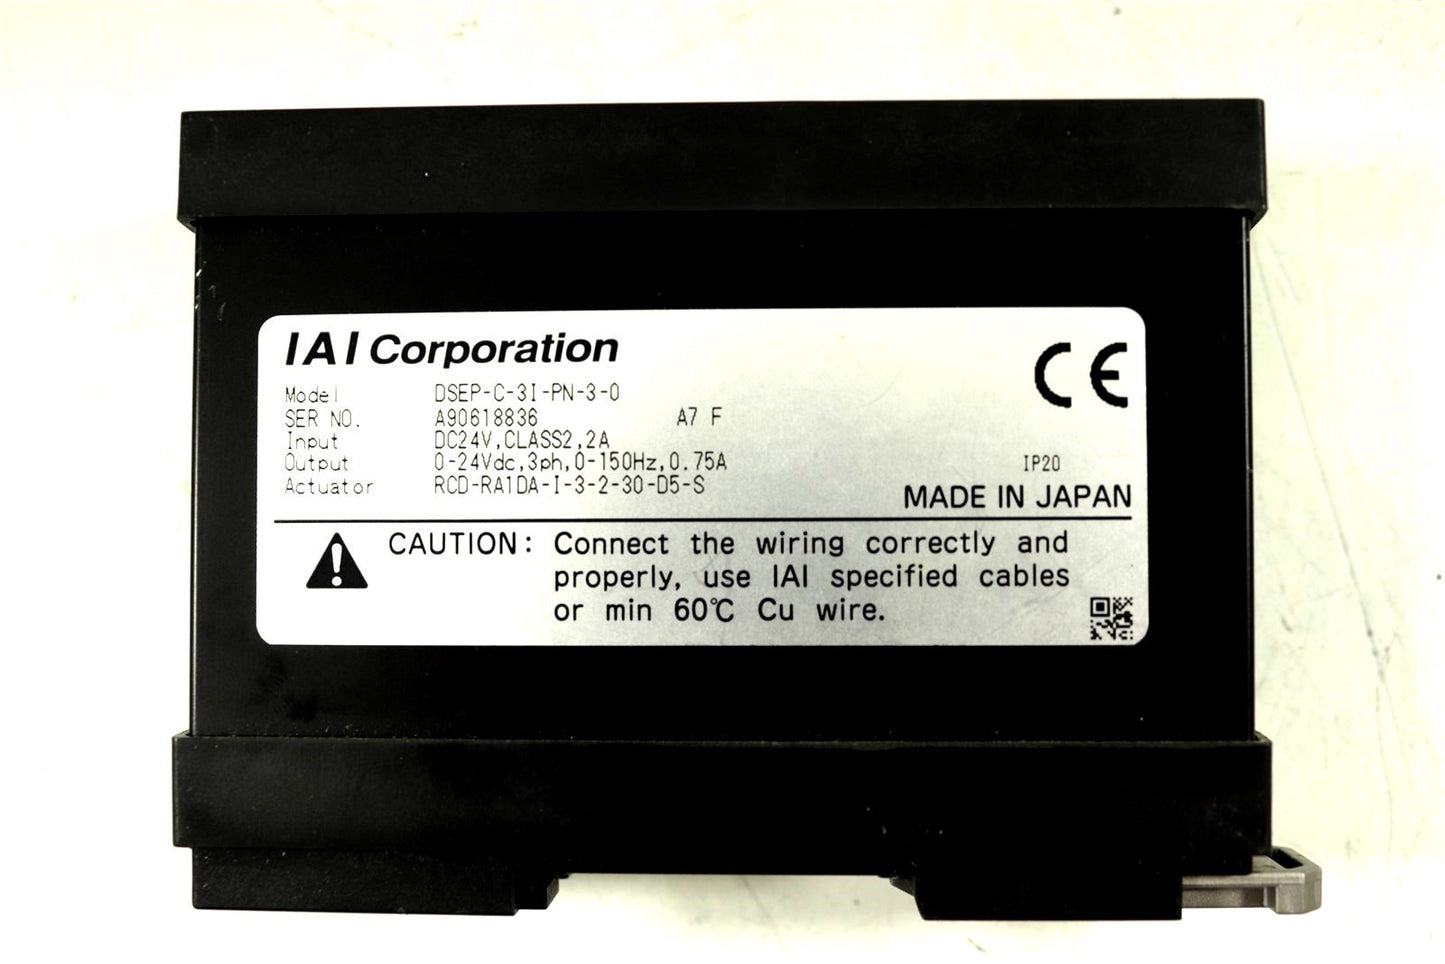 IAI Corporation
CE
Model DSEP-C-3I-PN-3-0
SER NO. A90618836 A7 F
Input DC24V,CLASS2,2A
Output 0-24Vdc,3ph,0-150Hz,0.75A IP20
Actuator RCD-RA1DA-I-3-2-30-D5-S
MADE IN JAPAN
CAUTION: Connect the wiring correctly and
properly, use IAI specified cables
or min 60℃ Cu wire.